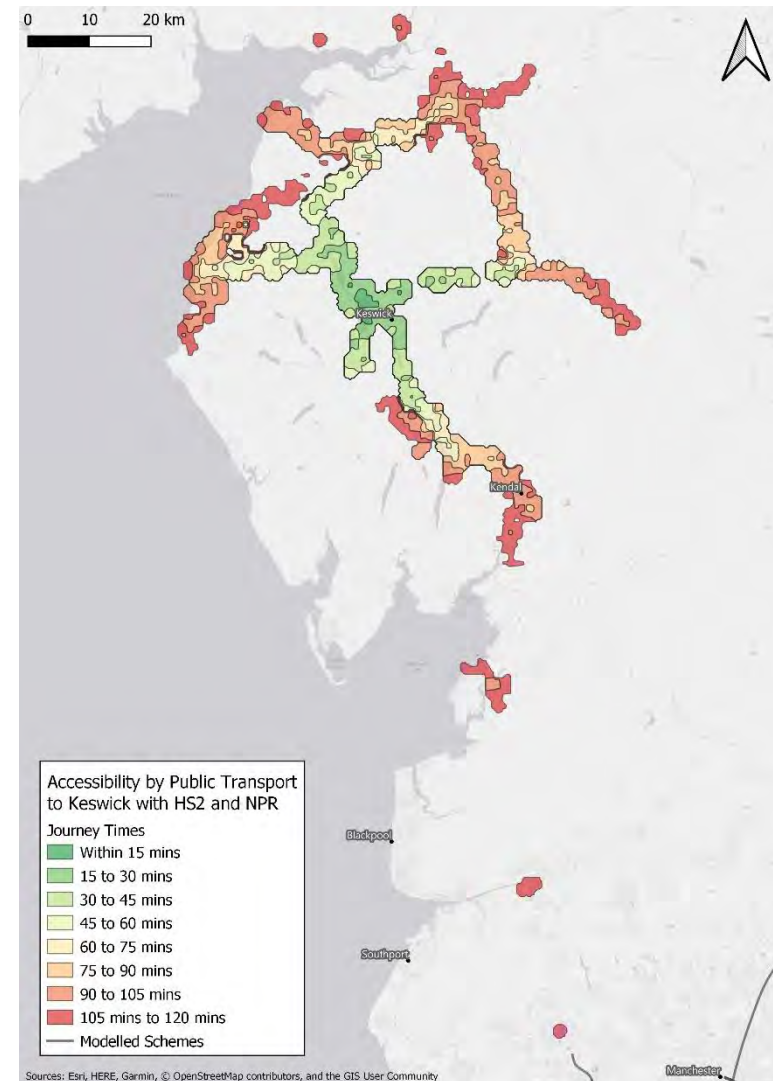 0 10 20 km
Keswick
Kendal
Blackpool
Southport
Manchester
Accessibility by Public Transport
to Keswick with HS2 and NPR
Journey Times
Within 15 mins
15 to 30 mins
30 to 45 mins
45 to 60 mins
60 to 75 mins
75 to 90 mins
90 to 105 mins
105 mins to 120 mins
Modelled Schemes
Sources: Esri, HERE, Garmin, © OpenStreetMap contributors, and the GIS User Community